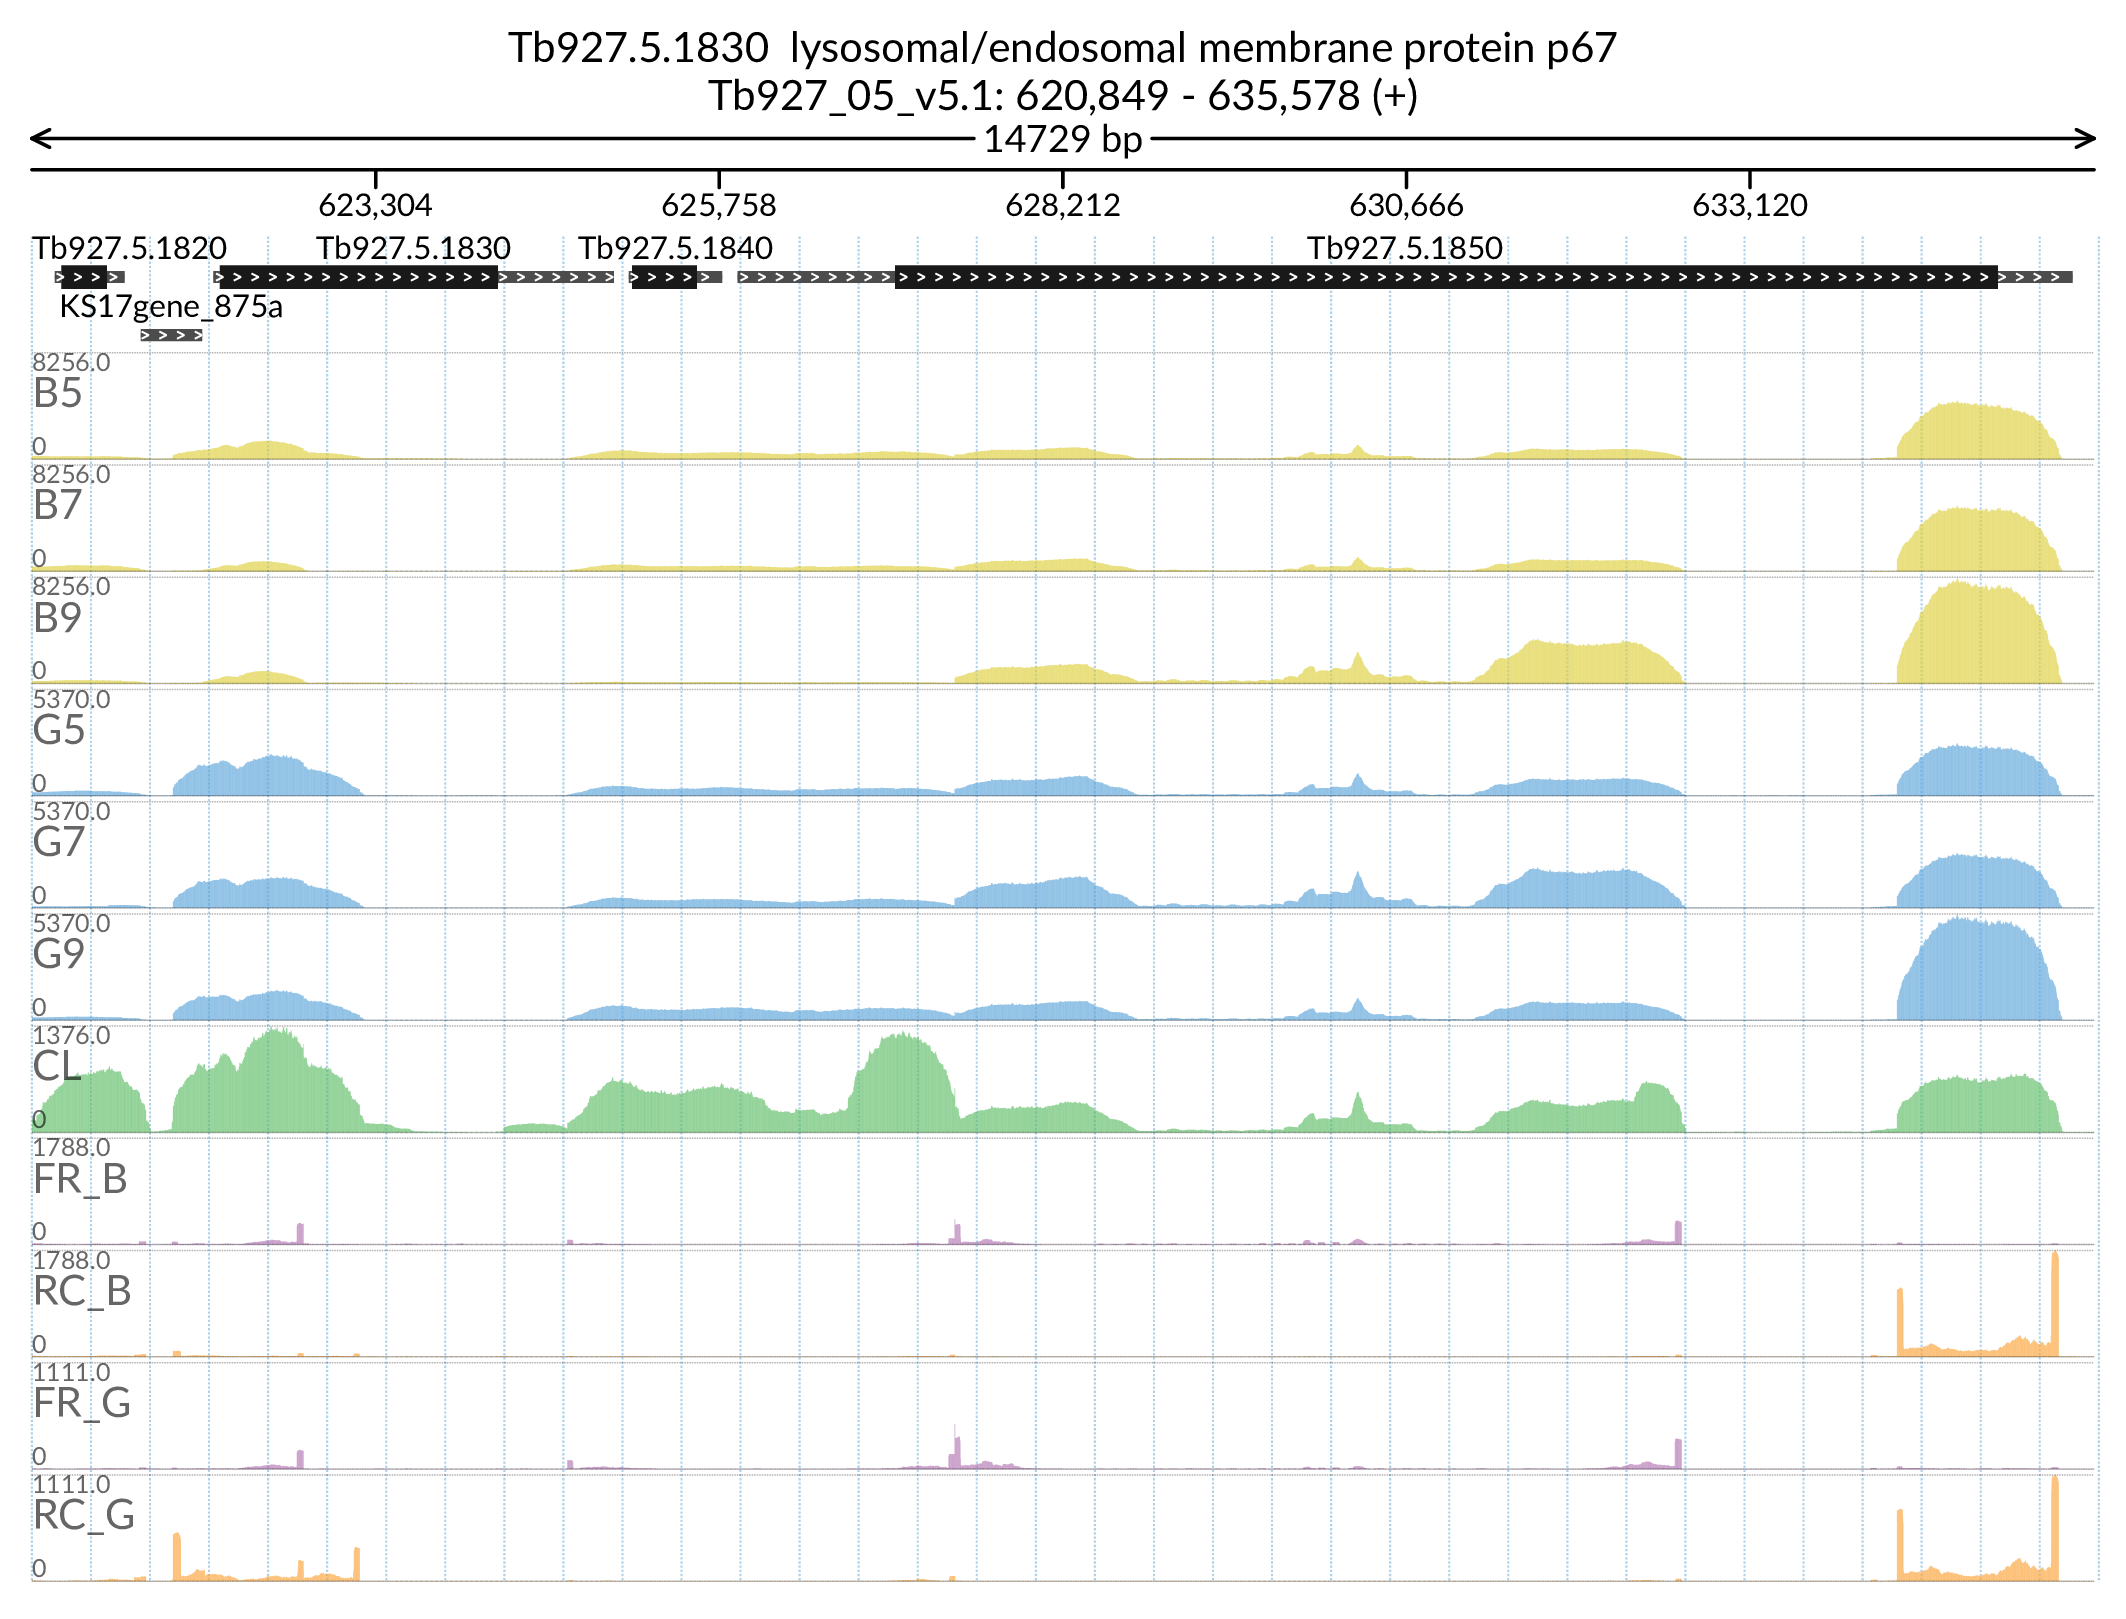 Tb927.5.1830  lysosomal/endosomal membrane protein p67
Tb927_05_v5.1: 620,849 - 635,578 (+)
14729 bp
623,304 625,758 628,212 630,666 633,120
Tb927.5.1820 Tb927.5.1830 Tb927.5.1840 Tb927.5.1850
KS17gene_875a
8256.0
B5
0
8256.0
B7
0
8256.0
B9
0
5370.0
G5
0
5370.0
G7
0
5370.0
G9
0
1376.0
CL
0
1788.0
FR_B
0
1788.0
RC_B
0
1111.0
FR_G
0
1111.0
RC_G
0